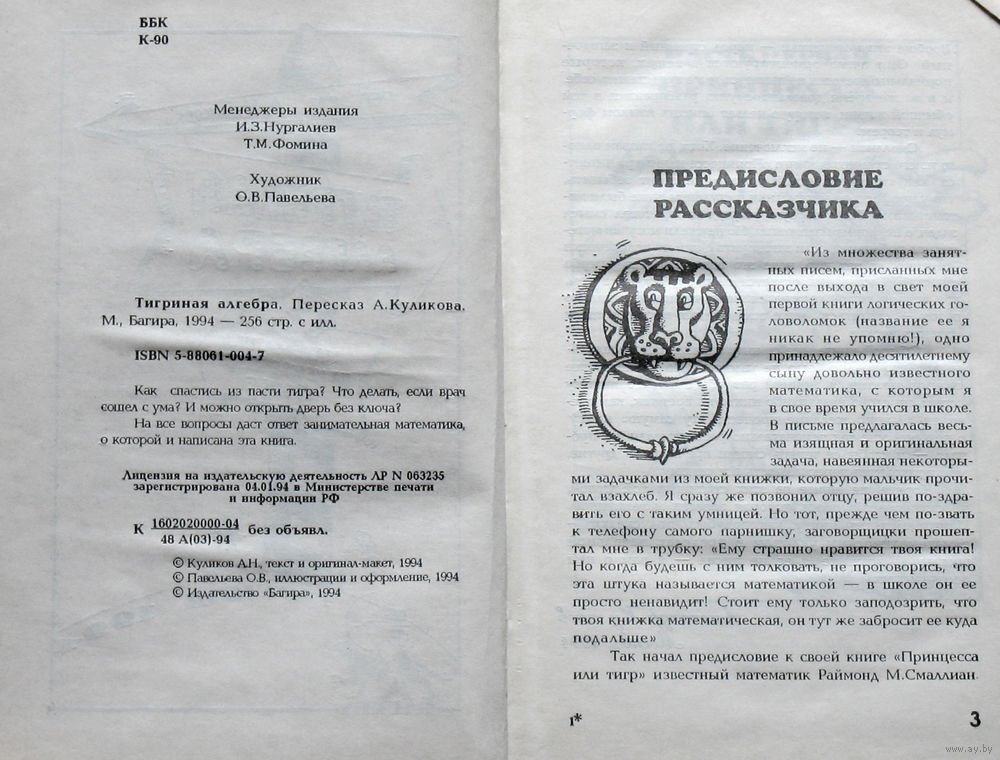 ББК
К-90
Менеджеры издания
И.З.Нургалиев
Т.М.Фомина
Художник
О.В.Павельева
Тигриная алгебра. Пересказ А.Куликова.
М., Багира, 1994 — 256 стр. с илл.
ISBN 5-88061-004-7
Как спастись из пасти тигра? Что делать, если врач
сошел с ума? И можно открыть дверь без ключа?
На все вопросы даст ответ занимательная математика,
о которой и написана эта книга.
Лицензия на издательскую деятельность ЛР N 063235
зарегистрирована 04.01.94 в Министерстве печати
и информации РФ
К 1602020000-04 без объявл.
48 А(03)-94
© Куликов А.Н., текст и оригинал-макет, 1994
© Павельева О.В., иллюстрации и оформление, 1994
© Издательство «Багира», 1994
ПРЕДИСЛОВИЕ
РАССКАЗЧИКА
«Из множества занят-
ных писем, присланных мне
после выхода в свет моей
первой книги логических го-
ловоломок (название ее я
никак не упомню!), одно
принадлежало десятилетнему
сыну довольно известного
математика, с которым я
в свое время учился в школе.
В письме предлагалась весь-
ма изящная и оригинальная
задача, навеянная некоторы-
ми задачками из моей книжки, которую мальчик прочи-
тал взахлеб. Я сразу же позвонил отцу, решив по-здра-
вить его с таким умницей. Но тот, прежде чем по-звать
к телефону самого парнишку, заговорщицки прошеп-
тал мне в трубку: «Ему страшно нравится твоя книга!
Но когда будешь с ним толковать, не проговорись, что
эта штука называется математикой — в школе он ее
просто ненавидит! Стоит ему только заподозрить, что
твоя книжка математическая, он тут же забросит ее куда
подальше»
Так начал предисловие к своей книге «Принцесса
или тигр» известный математик Раймонд М.Смаллиан.
1*
3
www.ay.by